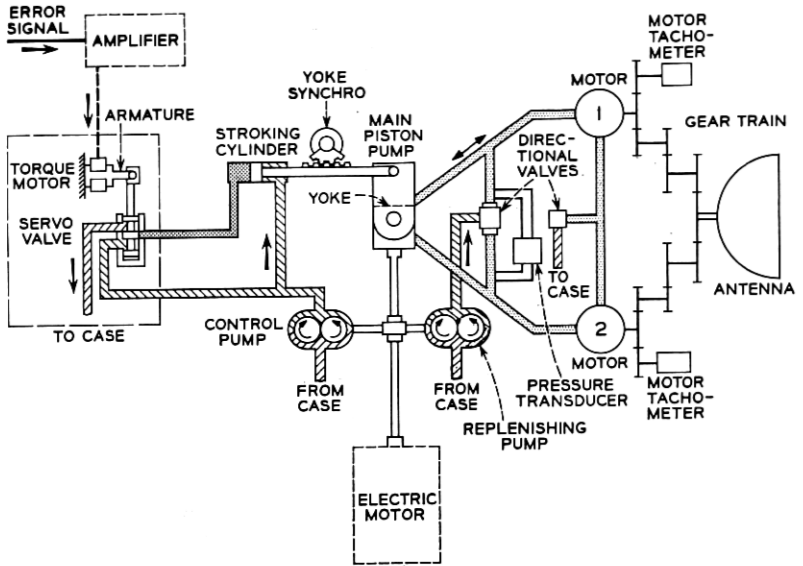 ERROR
SIGNAL
AMPLIFIER
ARMATURE
TORQUE
MOTOR
SERVO
VALVE
TO CASE
STROKING
CYLINDER
YOKE
SYNCHRO
MAIN
PISTON
PUMP
YOKE
CONTROL
PUMP
FROM
CASE
FROM
CASE
REPLENISHING
PUMP
ELECTRIC
MOTOR
DIREC-
TIONAL
VALVES
TO
CASE
PRESSURE
TRANSDUCER
MOTOR
1
MOTOR
TACHO-
METER
GEAR TRAIN
ANTENNA
2
MOTOR
MOTOR
TACHO-
METER